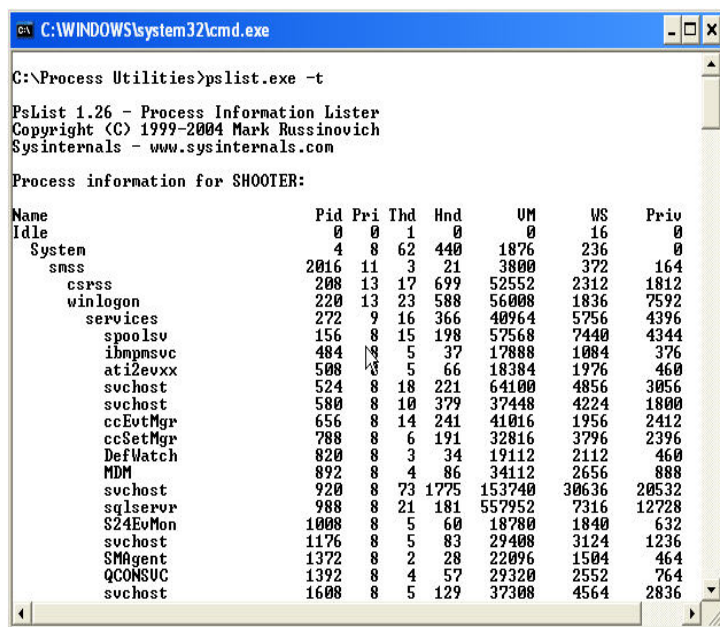 C:\WINDOWS\system32\cmd.exe
C:\Process Utilities>pslist.exe -t
PsList 1.26 - Process Information Lister
Copyright (C) 1999-2004 Mark Russinovich
Sysinternals - www.sysinternals.com
Process information for SHOOTER:
Name Pid Pri Thd Hnd VM WS Priv
Idle 0 0 1 0 0 16 0
System 4 8 62 440 1876 236 0
smss 2016 11 3 21 3800 372 164
csrss 208 13 17 699 52552 2312 1812
winlogon 220 13 23 588 56008 1836 7592
services 272 9 16 366 40964 5756 4396
spoolsv 156 8 15 198 57568 7440 4344
ibmpmsvc 484 8 5 37 17888 1084 376
ati2evxx 508 8 5 66 18384 1976 460
svchost 524 8 18 221 64100 4856 3056
svchost 580 8 10 379 37448 4224 1800
ccEvtMgr 656 8 14 241 41016 1956 2412
ccSetMgr 788 8 6 191 32816 3796 2396
DefWatch 820 8 3 34 19112 2112 460
MDM 892 8 4 86 34112 2656 888
svchost 920 8 73 1775 153740 30636 20532
sqlservr 988 8 21 181 557952 7316 12728
S24EvMon 1008 8 5 60 18780 1840 632
svchost 1176 8 5 83 29408 3124 1236
SMAgent 1372 8 2 28 22096 1504 464
QCONSVC 1392 8 4 57 29320 2552 764
svchost 1608 8 5 129 37308 4564 2836